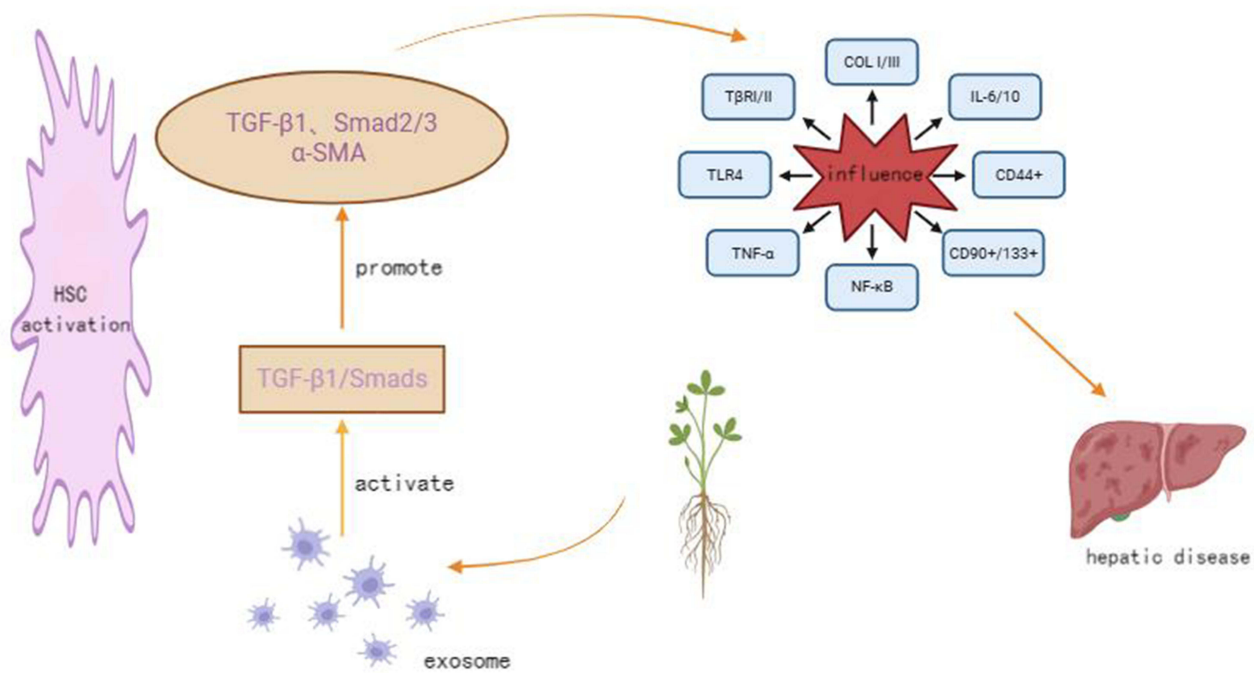 HSC
activation
TGF-β1、Smad2/3
α-SMA
promote
TGF-β1/Smads
activate
exosome
COL I/III
TβRI/II
IL-6/10
TLR4
influence
CD44+
TNF-α
CD90+/133+
NF-κB
hepatic disease